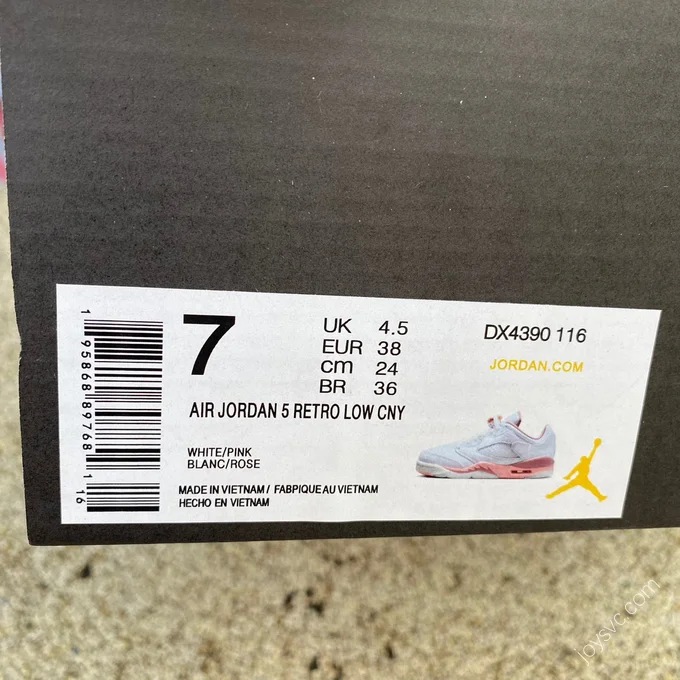 7
UK 4.5
EUR 38
cm 24
BR 36
DX4390 116
JORDAN.COM
AIR JORDAN 5 RETRO LOW CNY
WHITE/PINK
BLANC/ROSE
MADE IN VIETNAM / FABRIQUE AU VIETNAM
HECHO EN VIETNAM
1 95868 89768 1
16
joysvc.com